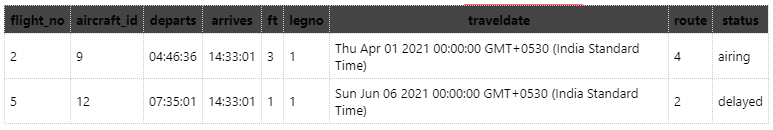 flight_no aircraft_id departs arrives ft legno traveldate route status
2 9 04:46:36 14:33:01 3 1 Thu Apr 01 2021 00:00:00 GMT+0530 (India Standard Time) 4 airing
5 12 07:35:01 14:33:01 1 1 Sun Jun 06 2021 00:00:00 GMT+0530 (India Standard Time) 2 delayed